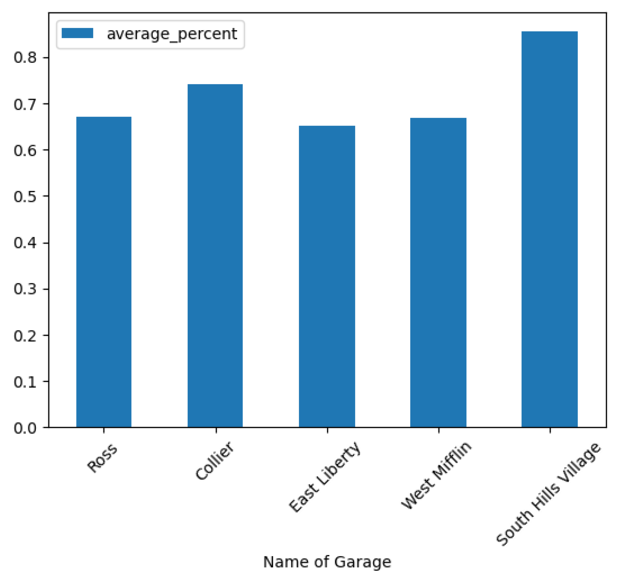 average_percent
0.8
0.7
0.6
0.5
0.4
0.3
0.2
0.1
0.0
Ross
Collier
East Liberty
West Mifflin
South Hills Village
Name of Garage